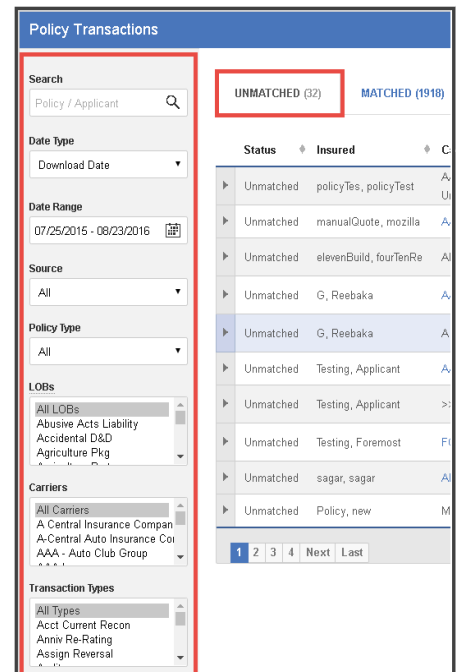 Policy Transactions
Search
Policy / Applicant
Date Type
Download Date
Date Range
07/25/2015 - 08/23/2016
Source
All
Policy Type
All
LOBs
All LOBs
Abusive Acts Liability
Accidental D&D
Agriculture Pkg
Carriers
All Carriers
A Central Insurance Compan
A-Central Auto Insurance Co
AAA - Auto Club Group
Transaction Types
All Types
Acct Current Recon
Anniv Re-Rating
Assign Reversal
UNMATCHED (32) MATCHED (1918)
Status Insured
Unmatched policyTes, policyTest
Unmatched manualQuote, mozilla
Unmatched elevenBuild, fourTenRe
Unmatched G, Reebaka
Unmatched G, Reebaka
Unmatched Testing, Applicant
Unmatched Testing, Applicant
Unmatched Testing, Foremost
Unmatched sagar, sagar
Unmatched Policy, new
1 2 3 4 Next Last